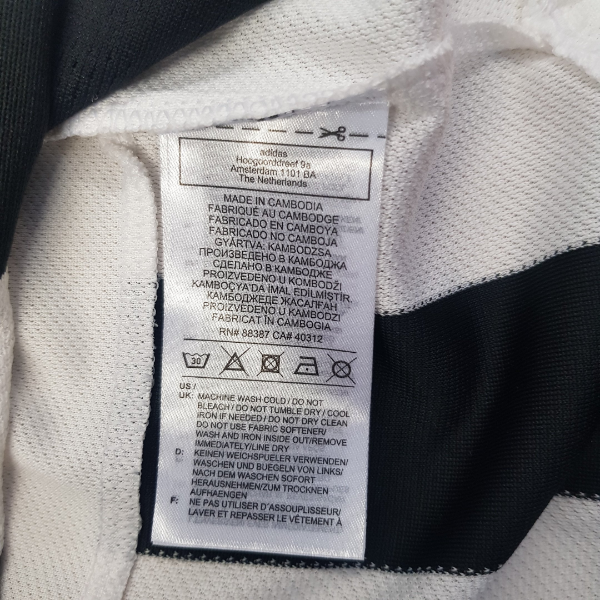 adidas
Hoogoorddreef 9a
Amsterdam 1101 BA
The Netherlands
MADE IN CAMBODIA
FABRIQUÉ AU CAMBODGE
FABRICADO EN CAMBOYA
FABRICADO NO CAMBOJA
GYÁRTVA: KAMBODZSA
ПРОИЗВЕДЕНО В КАМБОДЖА
СДЕЛАНО В КАМБОДЖЕ
PROIZVEDENO U KOMBODŽI
KAMBOÇYA'DA İMAL EDİLMİŞTİR.
КАМБОДЖЕДЕ ЖАСАЛҒАН
PROIZVEDENO U KOMBODZI
FABRICAT ÎN CAMBOGIA
RN# 88387 CA# 40312
30
US /
UK: MACHINE WASH COLD / DO NOT
BLEACH / DO NOT TUMBLE DRY / COOL
IRON IF NEEDED / DO NOT DRY CLEAN
DO NOT USE FABRIC SOFTENER/
WASH AND IRON INSIDE OUT/REMOVE
IMMEDIATELY/LINE DRY
D: KEINEN WEICHSPUELER VERWENDEN/
WASCHEN UND BUEGELN VON LINKS/
NACH DEM WASCHEN SOFORT
HERAUSNEHMEN/ZUM TROCKNEN
AUFHAENGEN
F: NE PAS UTILISER D'ASSOUPLISSEUR/
LAVER ET REPASSER LE VÊTEMENT À